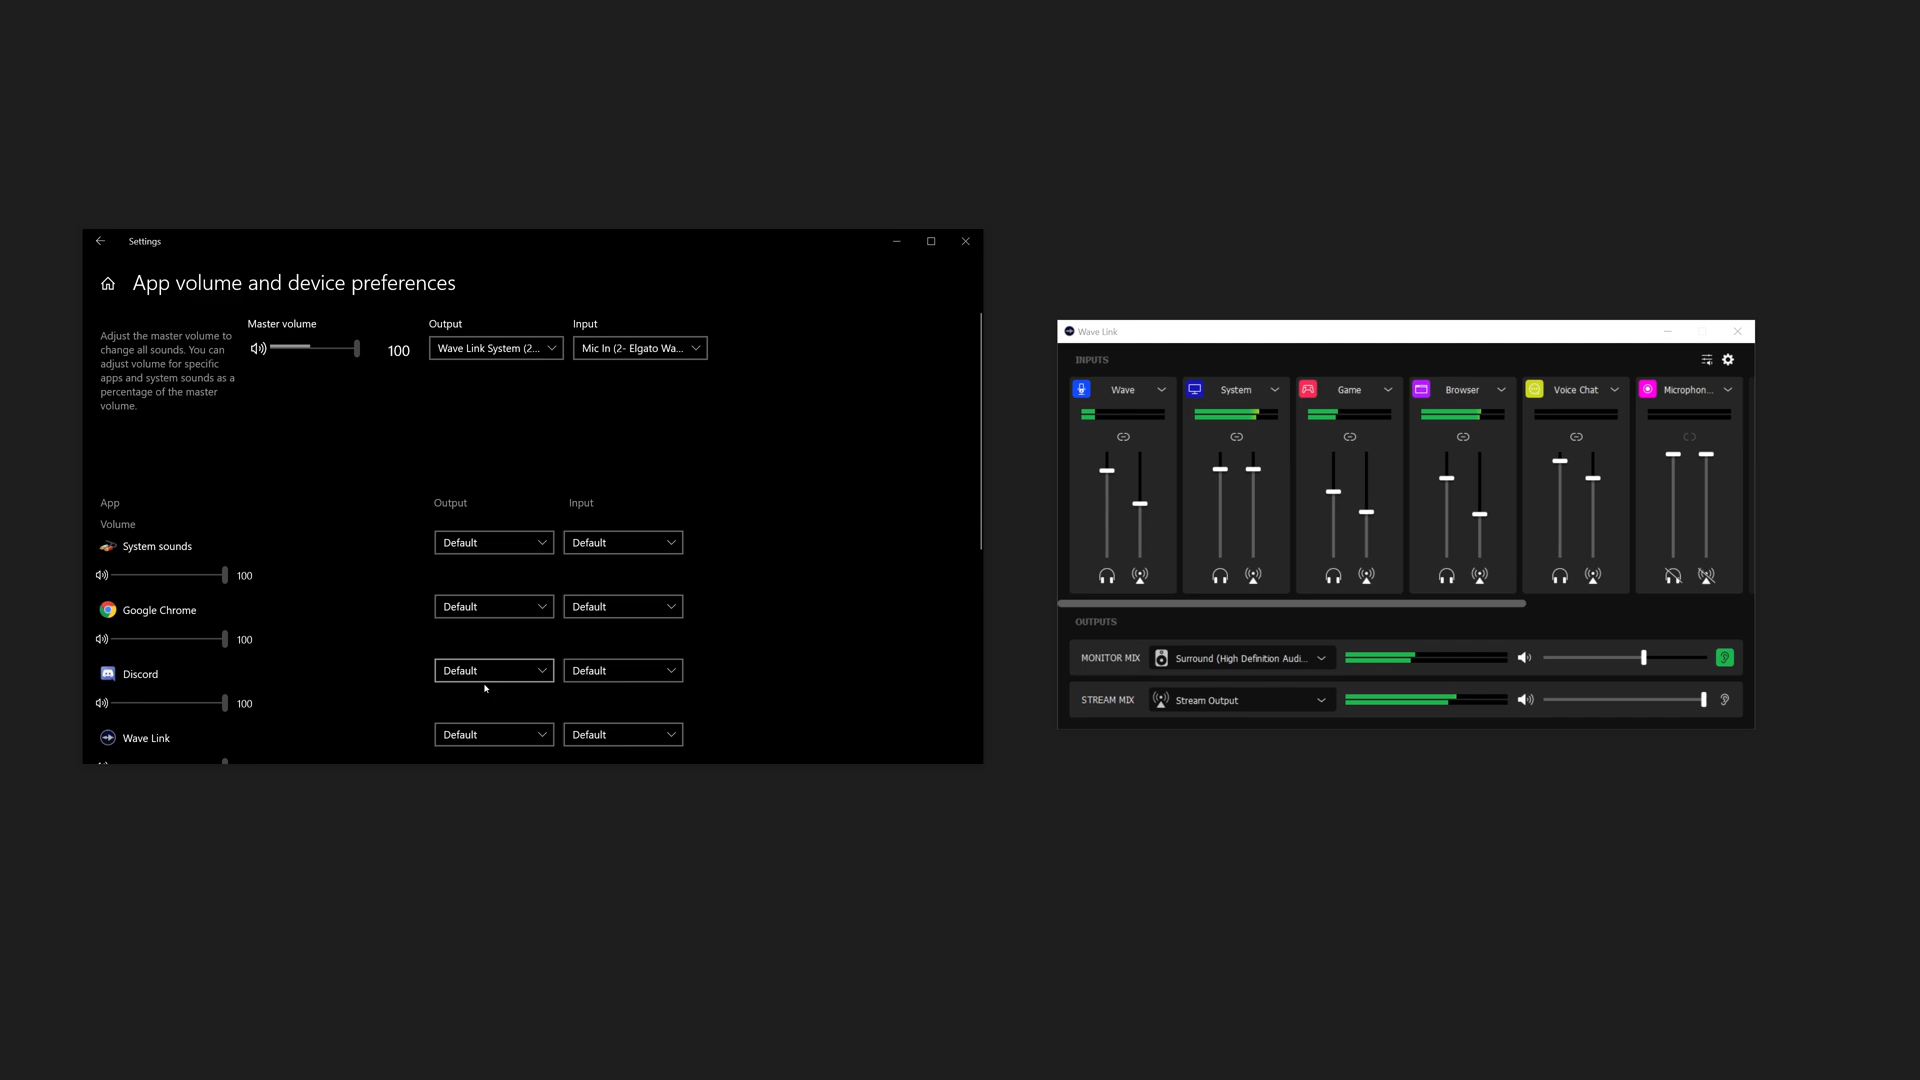 Settings
App volume and device preferences
Adjust the master volume to
change all sounds. You can
adjust volume for specific
apps and system sounds as a
percentage of the master
volume.
Master volume
100
Output
Wave Link System (2...
Input
Mic In (2- Elgato Wa...
App
Volume
Output
Input
System sounds
Default
Default
100
Google Chrome
Default
Default
100
Discord
Default
Default
100
Wave Link
Default
Default
Wave Link
INPUTS
Wave
System
Game
Browser
Voice Chat
Microphon...
OUTPUTS
MONITOR MIX
Surround (High Definition Audi...
STREAM MIX
Stream Output